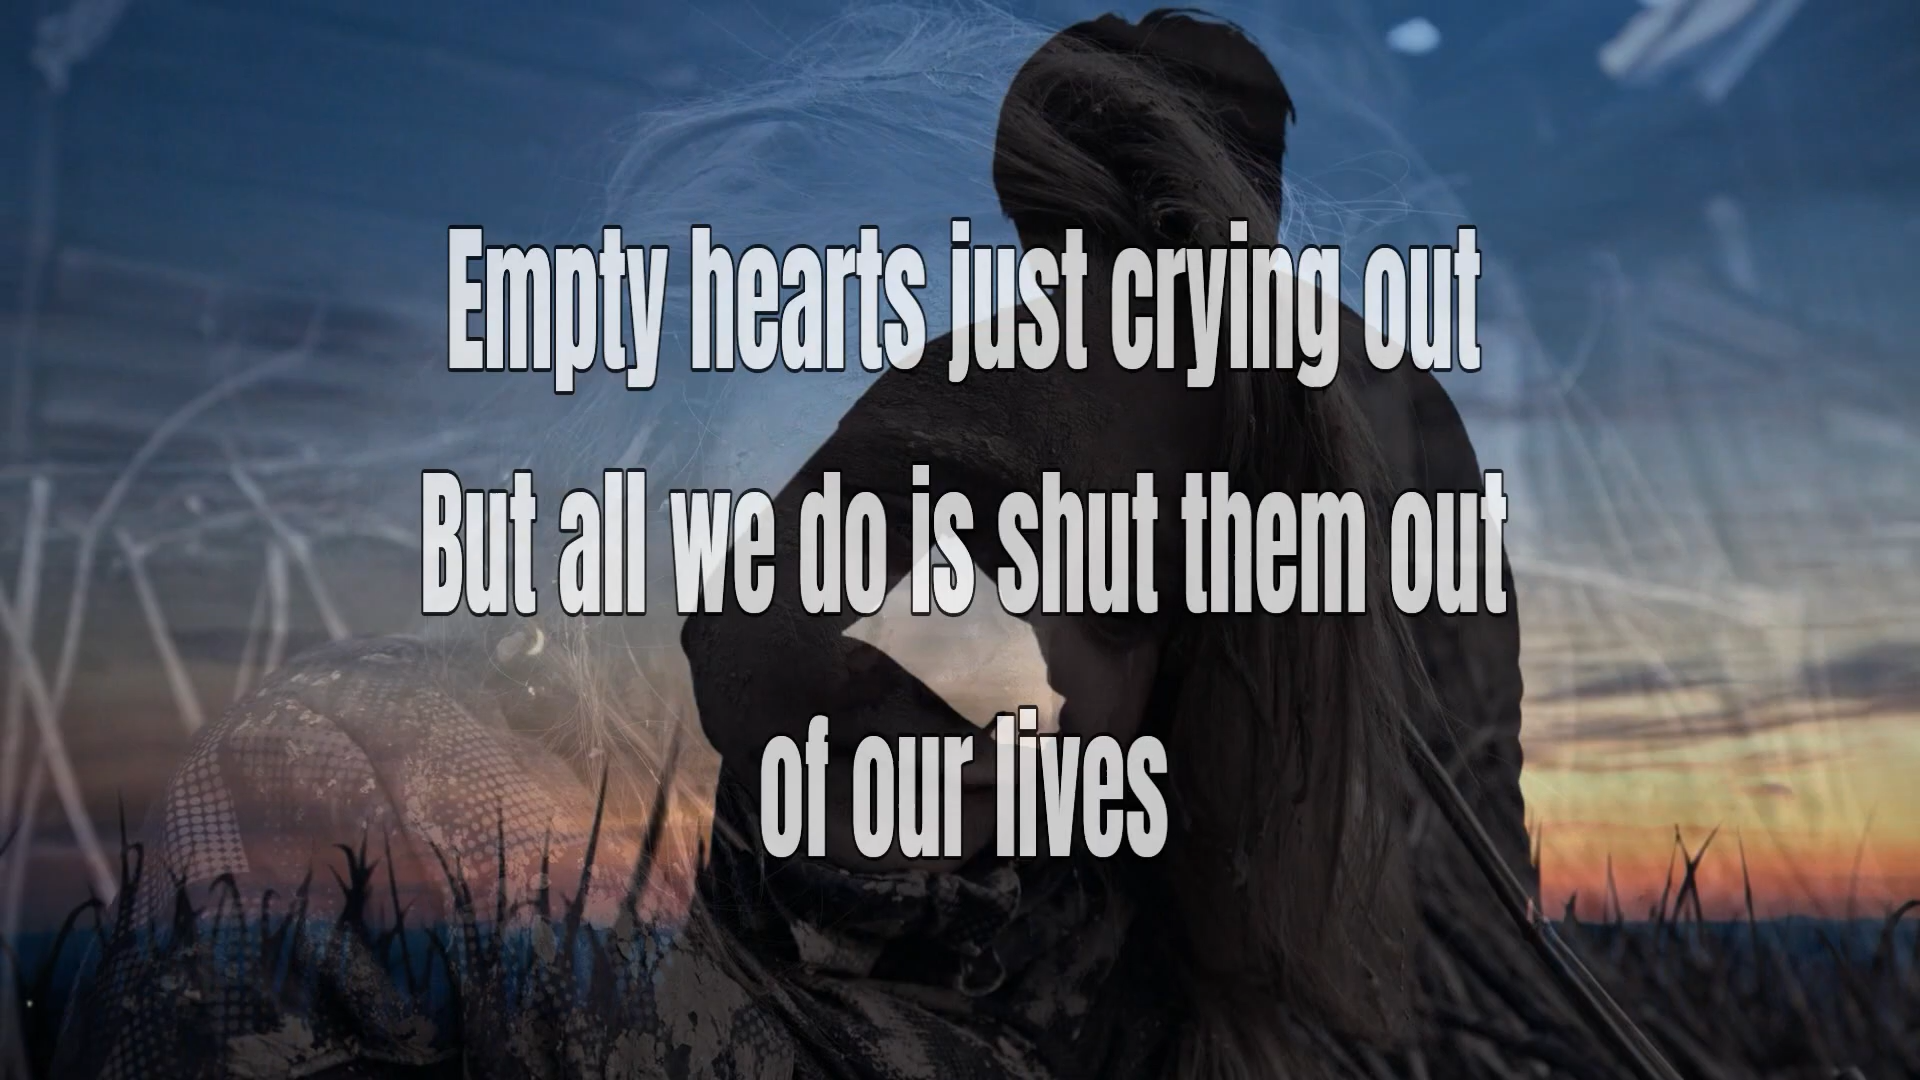 Empty hearts just crying out
But all we do is shut them out
of our lives